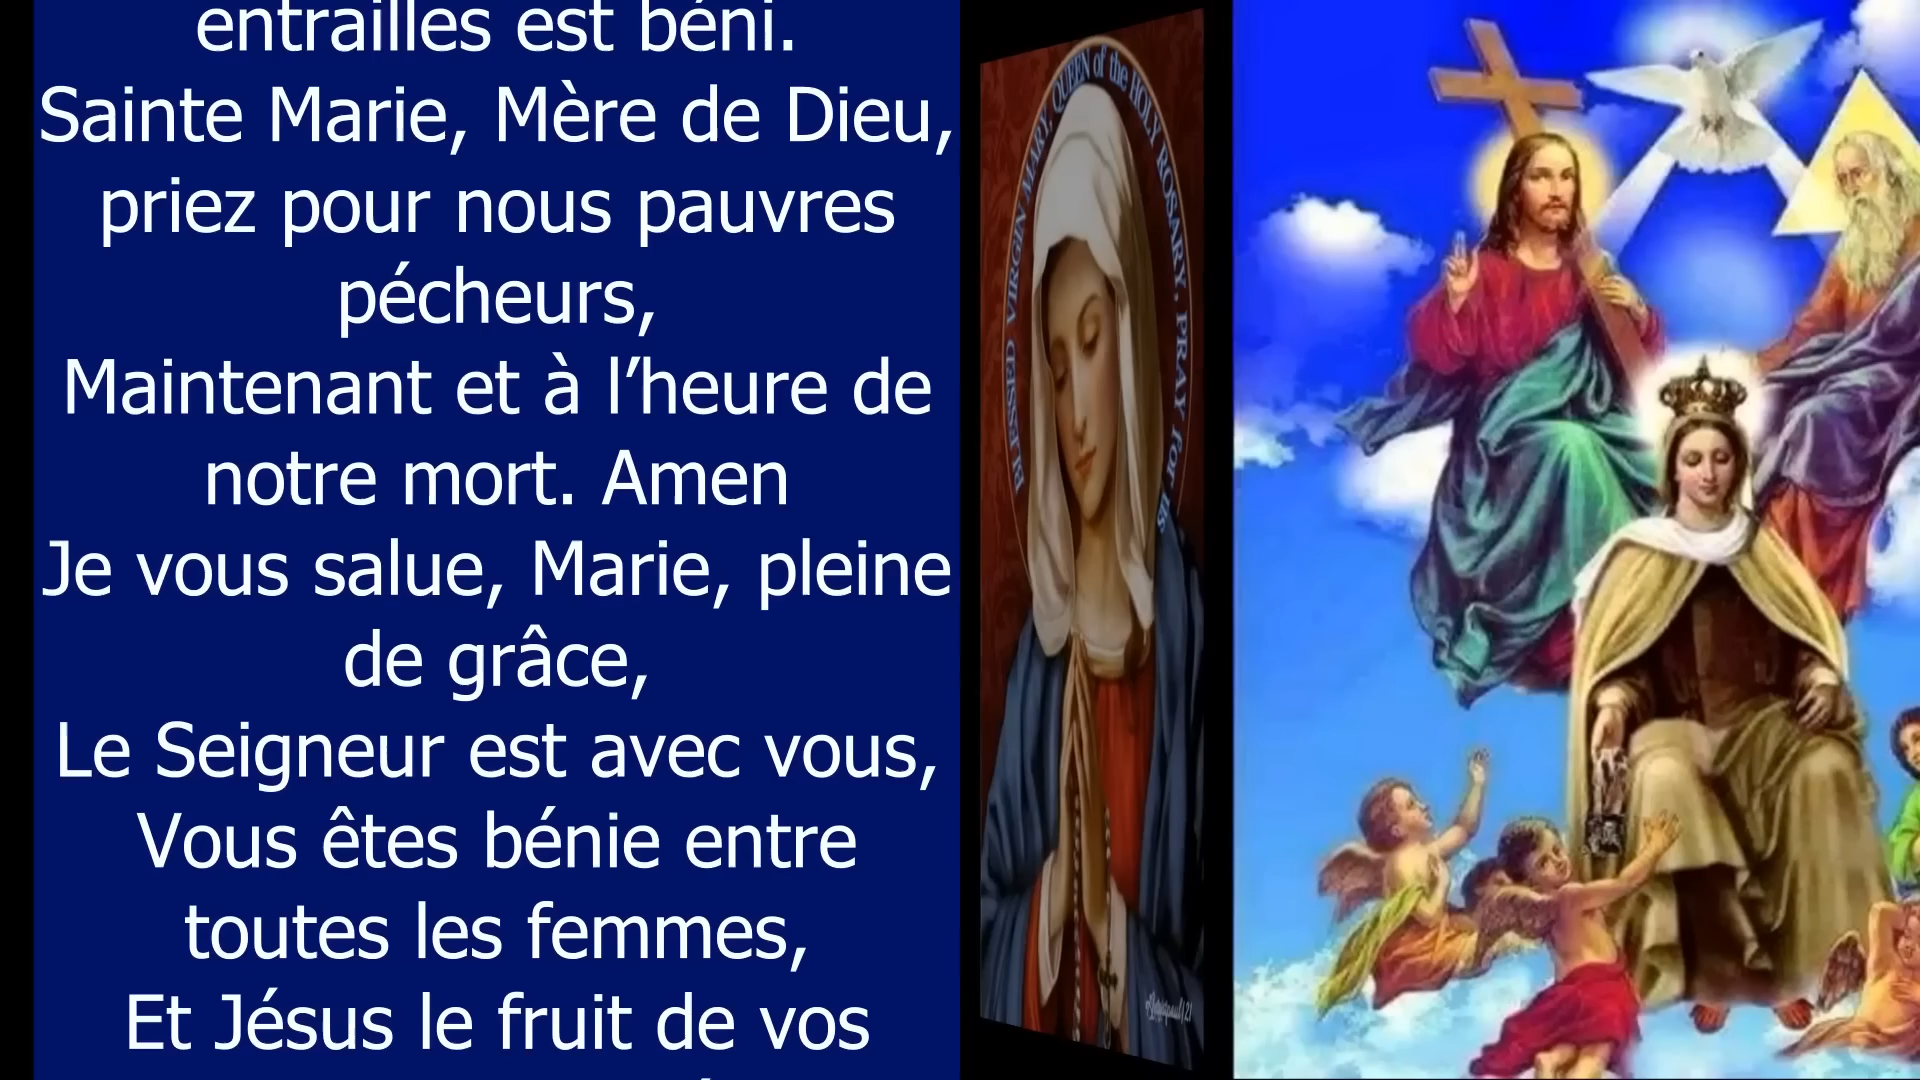 entrailles est béni.
Sainte Marie, Mère de Dieu,
priez pour nous pauvres
pécheurs,
Maintenant et à l’heure de
notre mort. Amen
Je vous salue, Marie, pleine
de grâce,
Le Seigneur est avec vous,
Vous êtes bénie entre
toutes les femmes,
Et Jésus le fruit de vos
BLESSED VIRGIN MARY, QUEEN of the HOLY ROSARY, PRAY for US